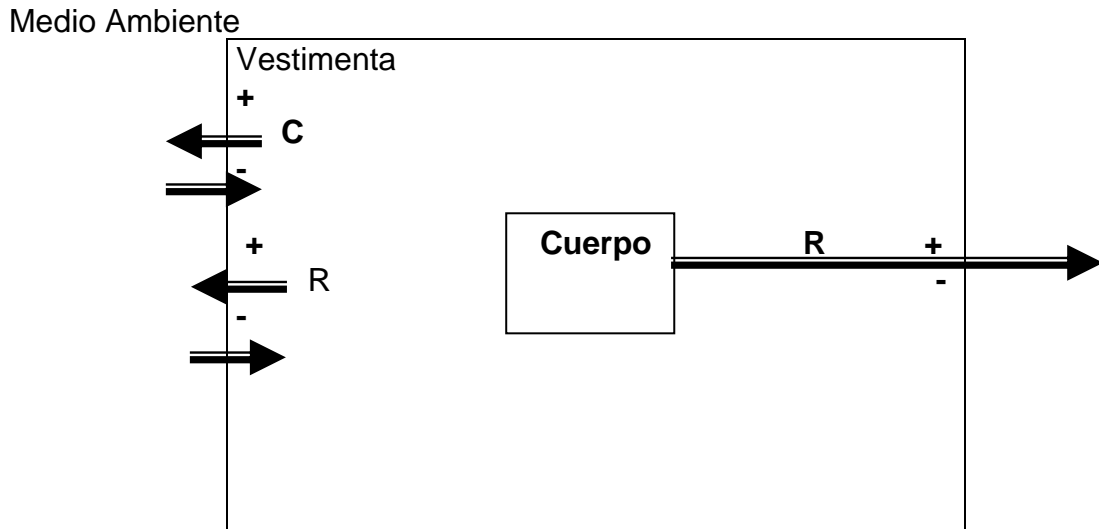 Medio Ambiente
Vestimenta
+
C
-
+
R
-
Cuerpo
R
+
-